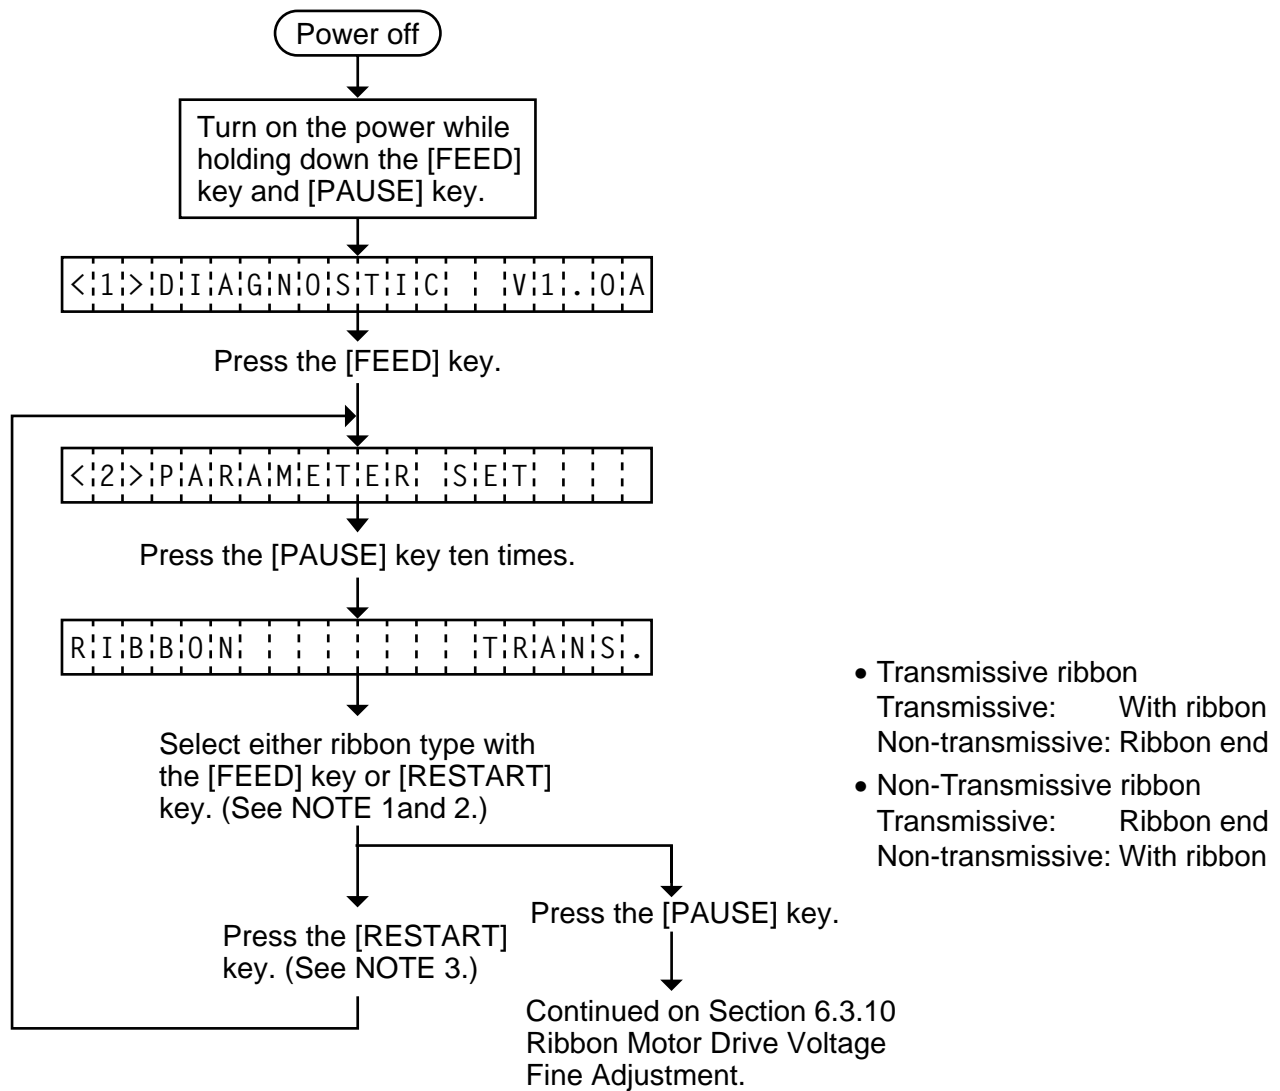 Power off
Turn on the power while
holding down the [FEED]
key and [PAUSE] key.
<1>DIAGNOSTIC  V1.0A
Press the [FEED] key.
<2>PARAMETER SET
Press the [PAUSE] key ten times.
RIBBON        TRANS.
Select either ribbon type with
the [FEED] key or [RESTART]
key. (See NOTE 1and 2.)
Press the [RESTART]
key. (See NOTE 3.)
Press the [PAUSE] key.
Continued on Section 6.3.10
Ribbon Motor Drive Voltage
Fine Adjustment.
• Transmissive ribbon
Transmissive: With ribbon
Non-transmissive: Ribbon end
• Non-Transmissive ribbon
Transmissive: Ribbon end
Non-transmissive: With ribbon